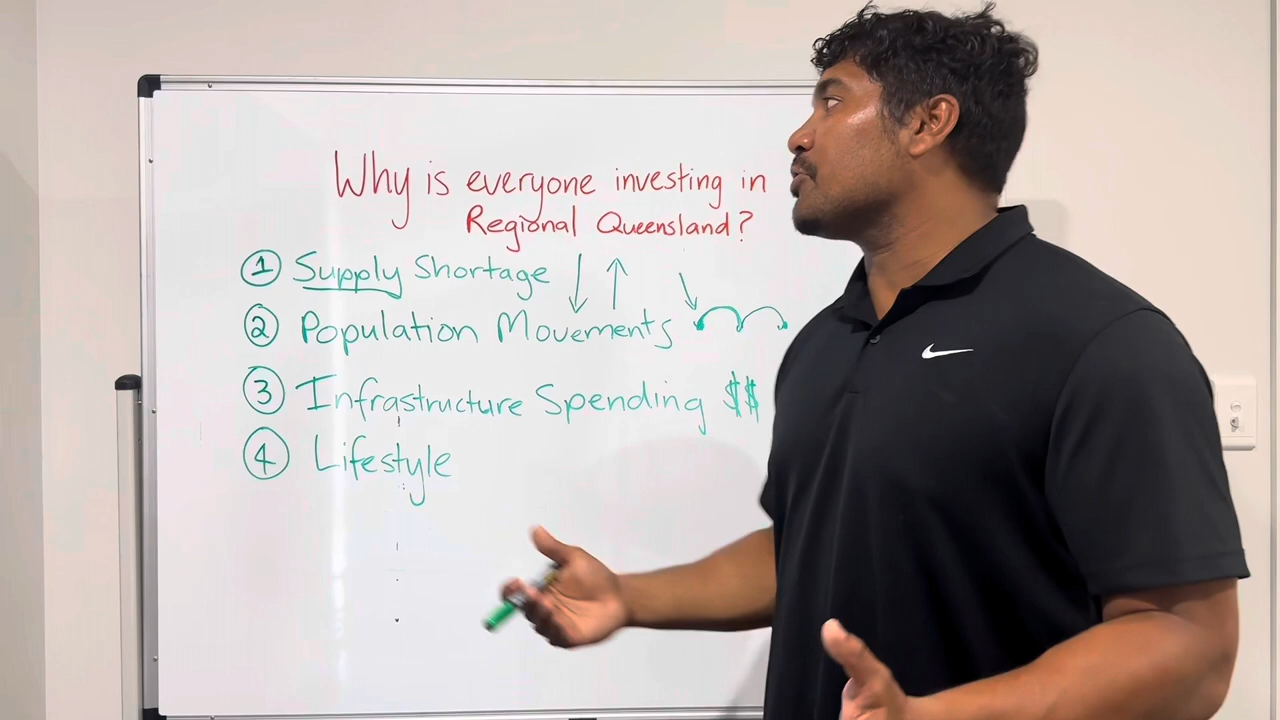 Why is everyone investing in
Regional Queensland?
① Supply Shortage ↓ ↑
② Population Movements
③ Infrastructure Spending $$
④ Lifestyle